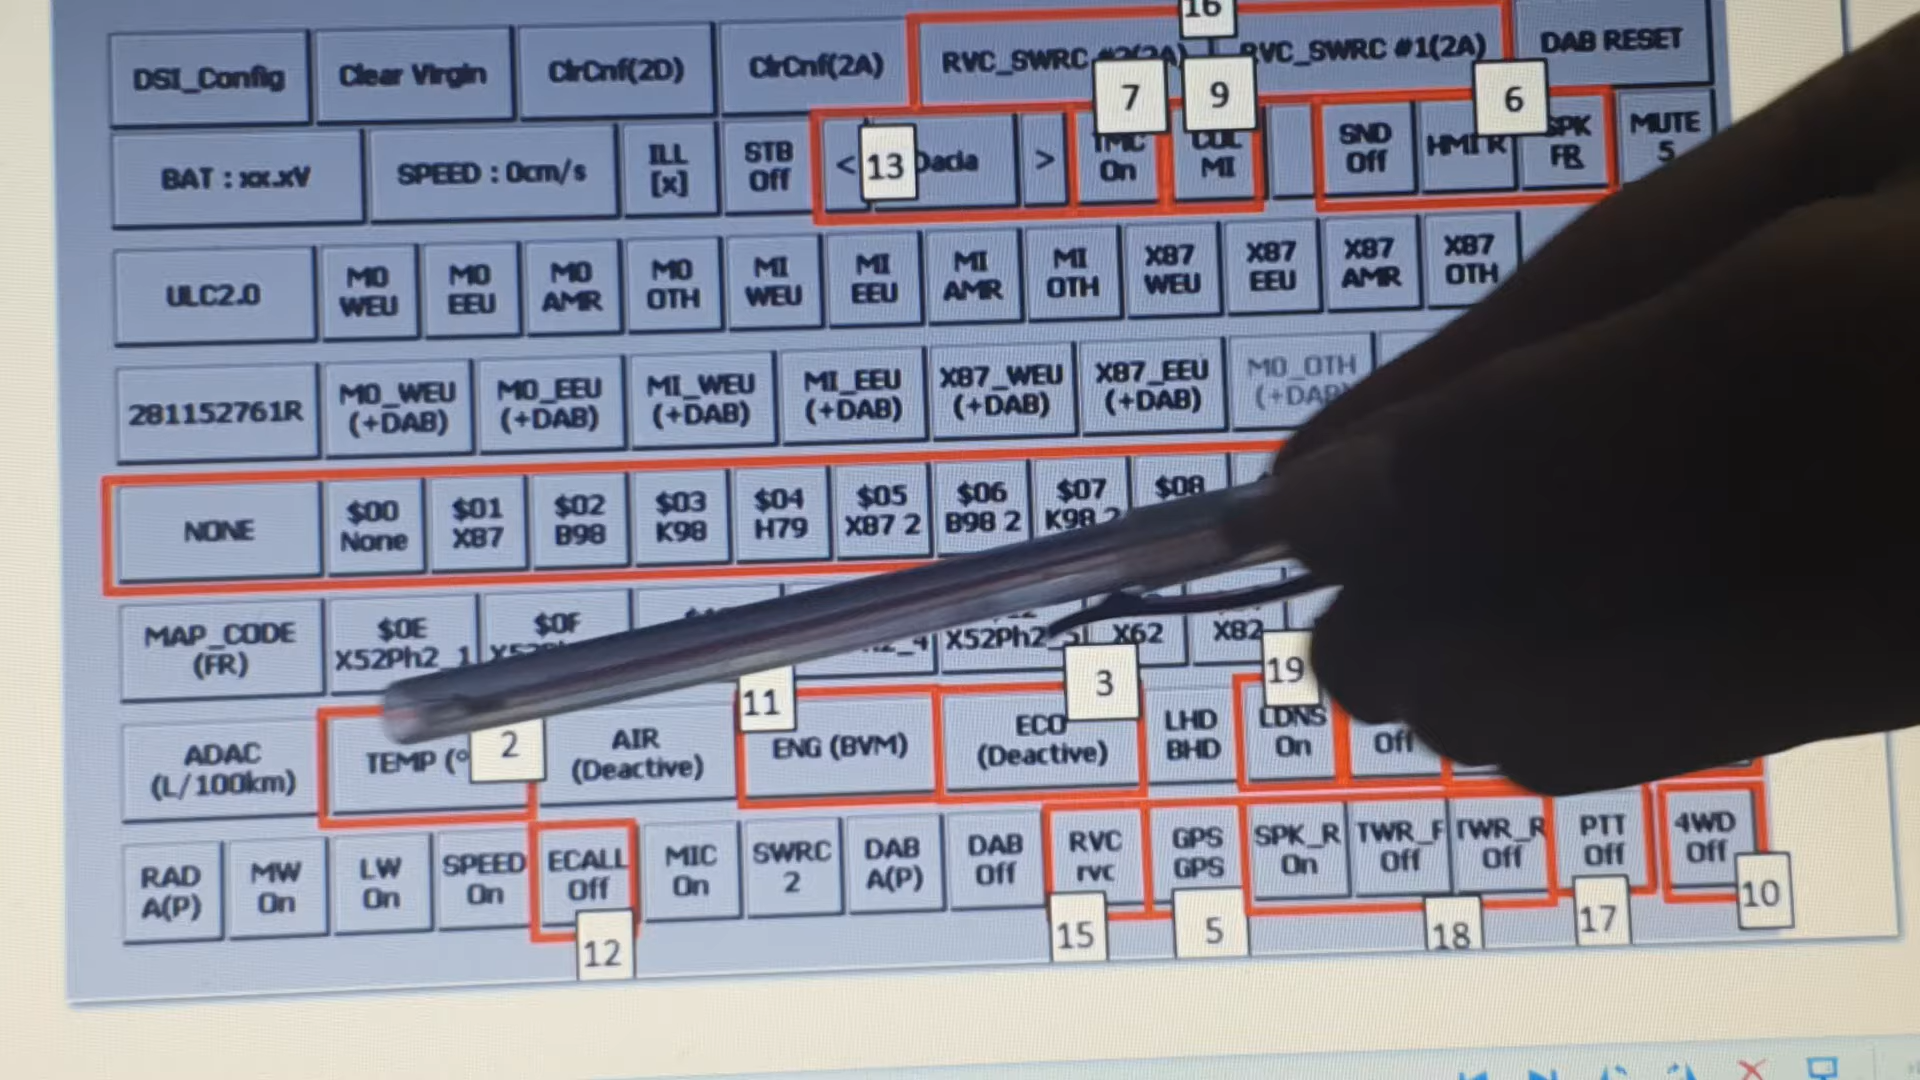 16
DSI_Config
Clear Virgin
ClrCnf(2D)
ClrCnf(2A)
RVC_SWRC #2(2A)
RVC_SWRC #1(2A)
DAB RESET
7
9
6
BAT : xx.xV
SPEED : 0cm/s
ILL
[x]
STB
Off
<
13
Dacia
>
TMC
On
MI
SND
Off
SPK
FR
MUTE
5
ULC2.0
M0
WEU
M0
EEU
M0
AMR
M0
OTH
MI
WEU
MI
EEU
MI
AMR
MI
OTH
X87
WEU
X87
EEU
X87
AMR
X87
OTH
281152761R
M0_WEU
(+DAB)
M0_EEU
(+DAB)
MI_WEU
(+DAB)
MI_EEU
(+DAB)
X87_WEU
(+DAB)
X87_EEU
(+DAB)
M0_OTH
(+DAB)
NONE
$00
None
$01
X87
$02
B98
$03
K98
$04
H79
$05
X87 2
$06
B98 2
$07
K98 2
$08
MAP_CODE
(FR)
$0E
X52Ph2_1
$0F
X52Ph2_5
X62
X82
11
3
19
ADAC
(L/100km)
TEMP (°
2
AIR
(Deactive)
ENG (BVM)
ECO
(Deactive)
LHD
BHD
LDNS
On
Off
RAD
A(P)
MW
On
LW
On
SPEED
On
ECALL
Off
MIC
On
SWRC
2
DAB
A(P)
DAB
Off
RVC
rvc
GPS
GPS
SPK_R
On
TWR_F
Off
TWR_R
Off
PTT
Off
4WD
Off
12
15
5
18
17
10